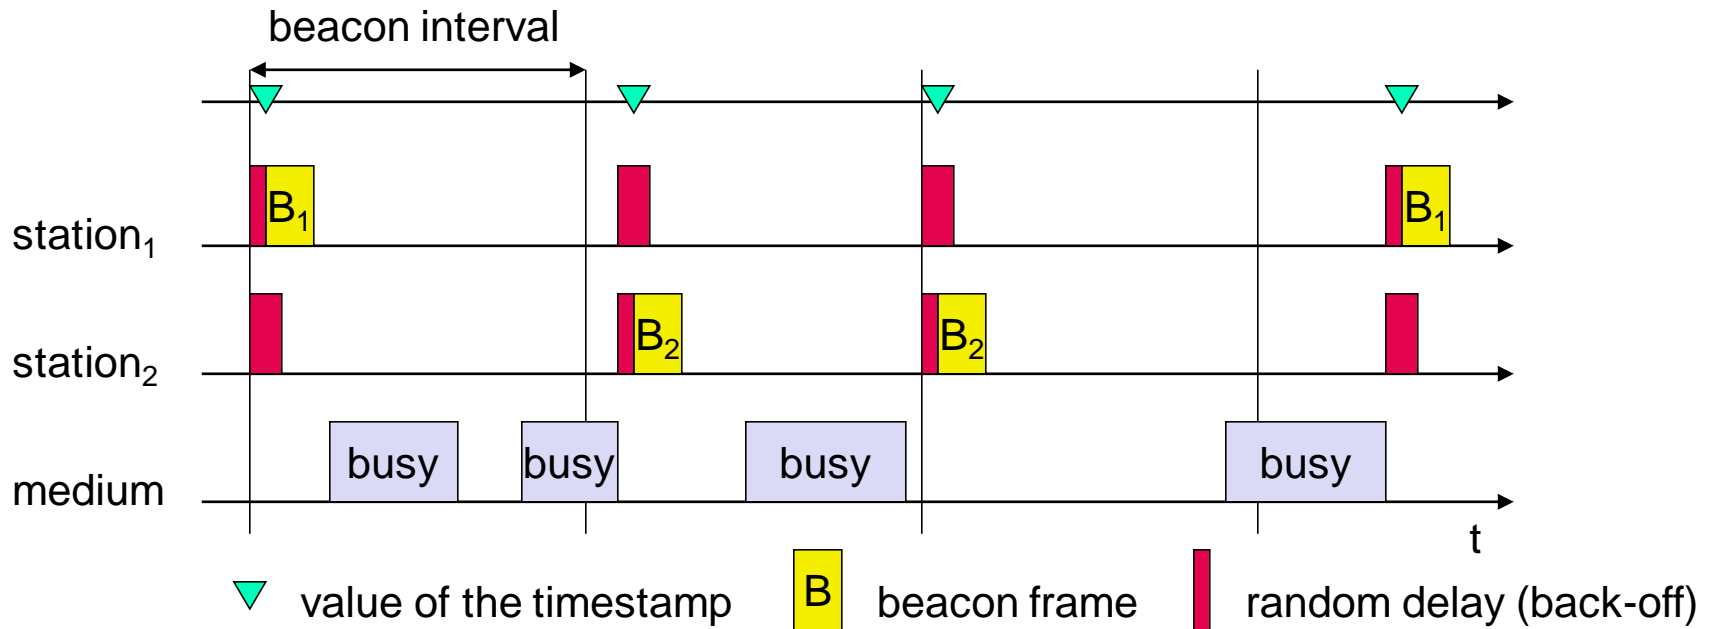 beacon interval
station₁ B₁ B₁
station₂ B₂ B₂
medium busy busy busy busy
t
value of the timestamp B beacon frame random delay (back-off)